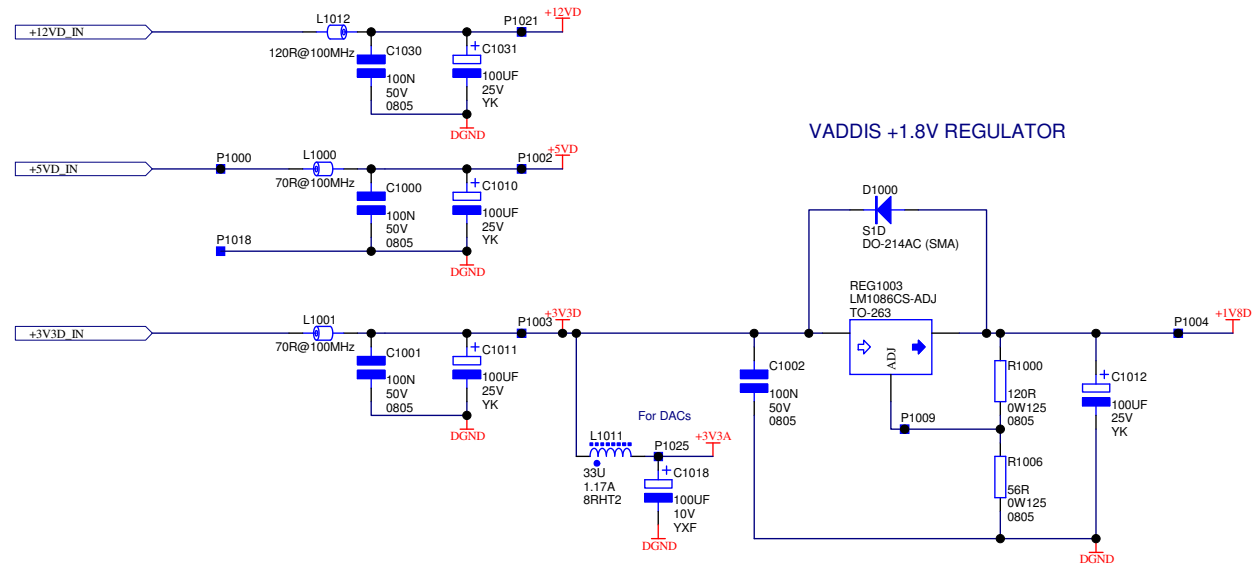 +12VD_IN
L1012
120R@100MHz
C1030
100N
50V
0805
C1031
100UF
25V
YK
P1021
+12VD
DGND
+5VD_IN
P1000
L1000
70R@100MHz
C1000
100N
50V
0805
C1010
100UF
25V
YK
P1002
+5VD
P1018
DGND
VADDIS +1.8V REGULATOR
+3V3D_IN
L1001
70R@100MHz
C1001
100N
50V
0805
C1011
100UF
25V
YK
P1003
+3V3D
DGND
For DACs
L1011
33U
1.17A
8RHT2
P1025
+3V3A
C1018
100UF
10V
YXF
DGND
C1002
100N
50V
0805
D1000
S1D
DO-214AC (SMA)
REG1003
LM1086CS-ADJ
TO-263
ADJ
P1009
R1000
120R
0W125
0805
R1006
56R
0W125
0805
C1012
100UF
25V
YK
P1004
+1V8D
DGND